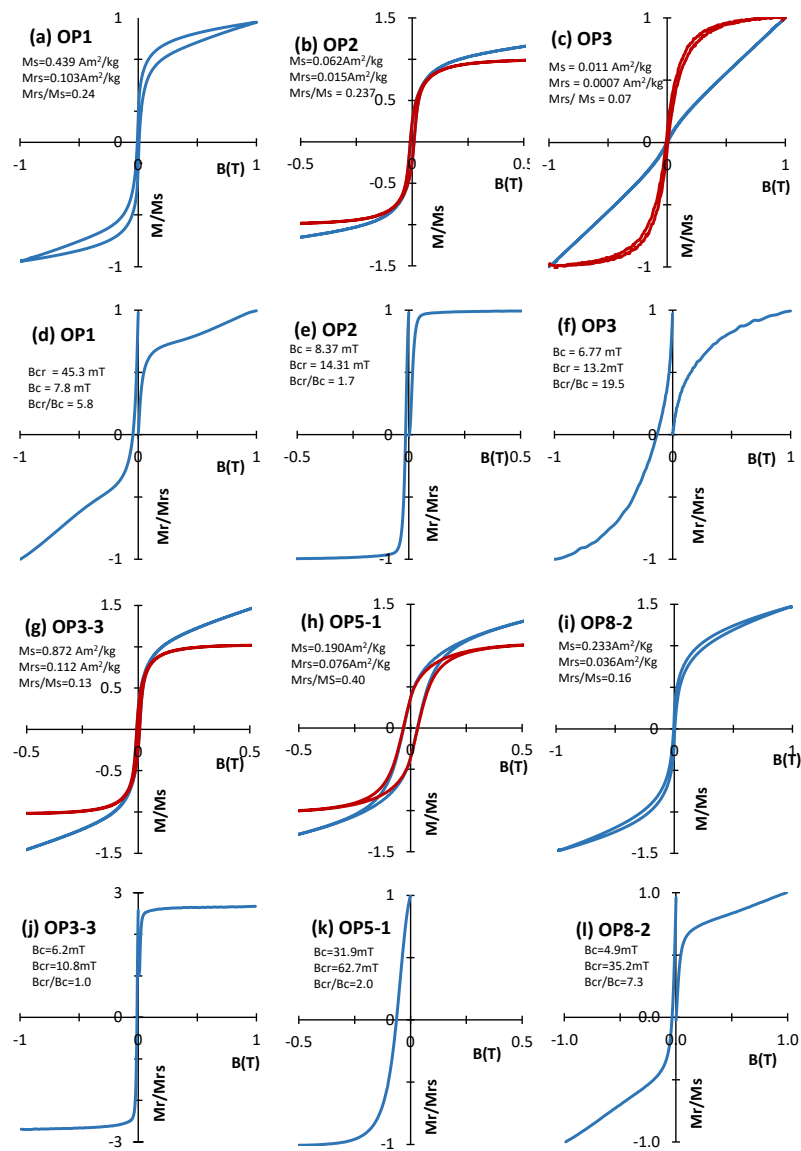 (a) OP1
Ms=0.439 Am²/kg
Mrs=0.103Am²/kg
Mrs/Ms=0.24
1
0
-1
0
1
B(T)
M/Ms
-1
(b) OP2
Ms=0.062Am²/kg
Mrs=0.015Am²/kg
Mrs/Ms = 0.237
1.5
0.5
-0.5
0
0.5
B(T)
-0.5
M/Ms
-1.5
(c) OP3
Ms = 0.011 Am²/kg
Mrs = 0.0007 Am²/kg
Mrs/ Ms = 0.07
1
0
-1
0
1
B(T)
M/Ms
-1
(d) OP1
Bcr = 45.3 mT
Bc = 7.8 mT
Bcr/Bc = 5.8
1
0
-1
0
1
B(T)
Mr/Mrs
-1
(e) OP2
Bc = 8.37 mT
Bcr = 14.31 mT
Bcr/Bc = 1.7
1
0
-0.5
0
0.5
B(T)
Mr/Mrs
-1
(f) OP3
Bc = 6.77 mT
Bcr = 13.2mT
Bcr/Bc = 19.5
1
0
-1
0
1
B(T)
Mr/Mrs
-1
(g) OP3-3
Ms=0.872 Am²/kg
Mrs=0.112 Am²/kg
Mrs/Ms=0.13
1.5
0.5
-0.5
0
0.5
B(T)
-0.5
M/Ms
-1.5
(h) OP5-1
Ms=0.190Am²/Kg
Mrs=0.076Am²/Kg
Mrs/MS=0.40
1.5
0
-0.5
0
0.5
B(T)
M/Ms
-1.5
(i) OP8-2
Ms=0.233Am²/Kg
Mrs=0.036Am²/Kg
Mrs/Ms=0.16
1.5
0
-1
0
1
B(T)
M/Ms
-1.5
(j) OP3-3
Bc=6.2mT
Bcr=10.8mT
Bcr/Bc=1.0
3
0
-1
0
1
B(T)
Mr/Mrs
-3
(k) OP5-1
Bc=31.9mT
Bcr=62.7mT
Bcr/Bc=2.0
1
0
-0.5
0
0.5
B(T)
Mr/Mrs
-1
(l) OP8-2
Bc=4.9mT
Bcr=35.2mT
Bcr/Bc=7.3
1.0
0.0
-1.0
0.0
1.0
B(T)
Mr/Mrs
-1.0